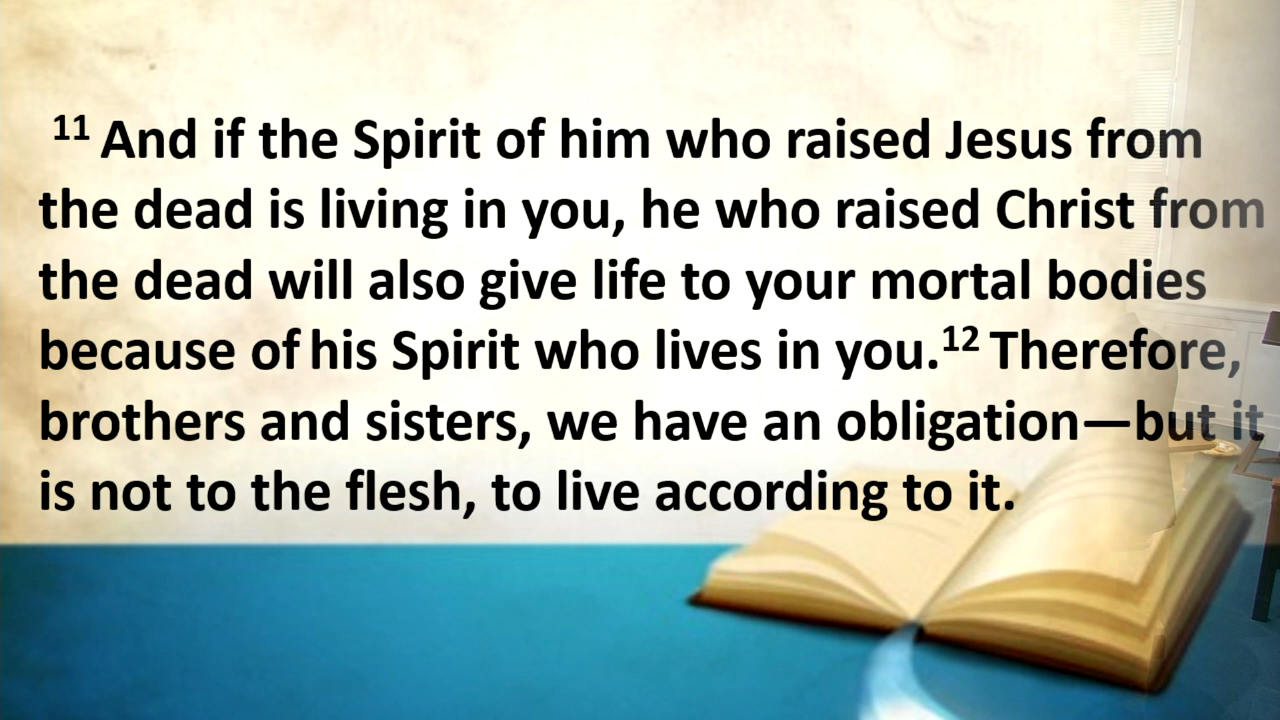 ¹¹ And if the Spirit of him who raised Jesus from
the dead is living in you, he who raised Christ from
the dead will also give life to your mortal bodies
because of his Spirit who lives in you.¹² Therefore,
brothers and sisters, we have an obligation—but it
is not to the flesh, to live according to it.